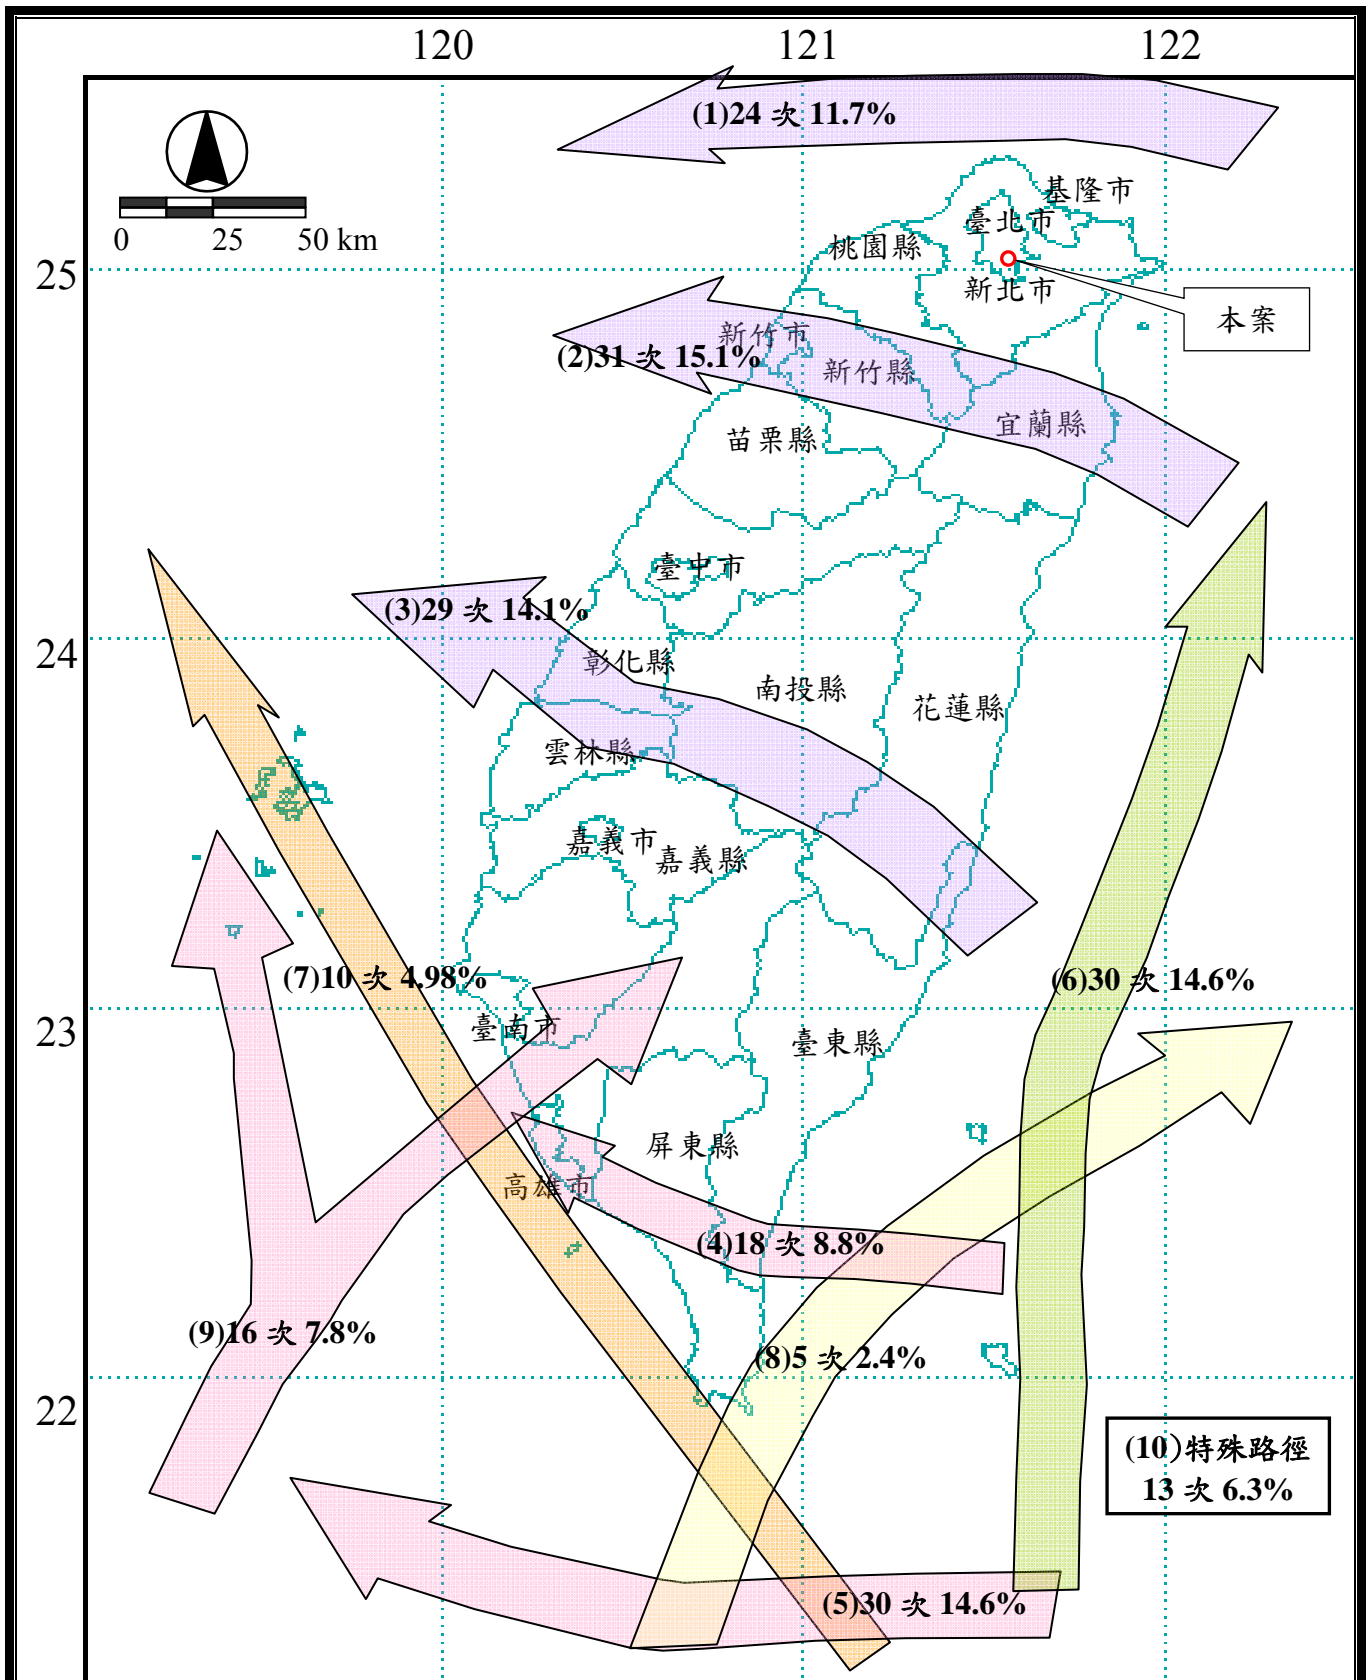 120
121
122
(1)24 次 11.7%
基隆市
臺北市
桃園縣
0 25 50 km
25
新北市
本案
新竹市
(2)31 次 15.1%
新竹縣
宜蘭縣
苗栗縣
臺中市
(3)29 次 14.1%
24
彰化縣
南投縣
花蓮縣
雲林縣
嘉義市
嘉義縣
(7)10 次 4.98%
(6)30 次 14.6%
23
臺南市
臺東縣
屏東縣
高雄市
(4)18 次 8.8%
(9)16 次 7.8%
(8)5 次 2.4%
22
(10)特殊路徑
13 次 6.3%
(5)30 次 14.6%